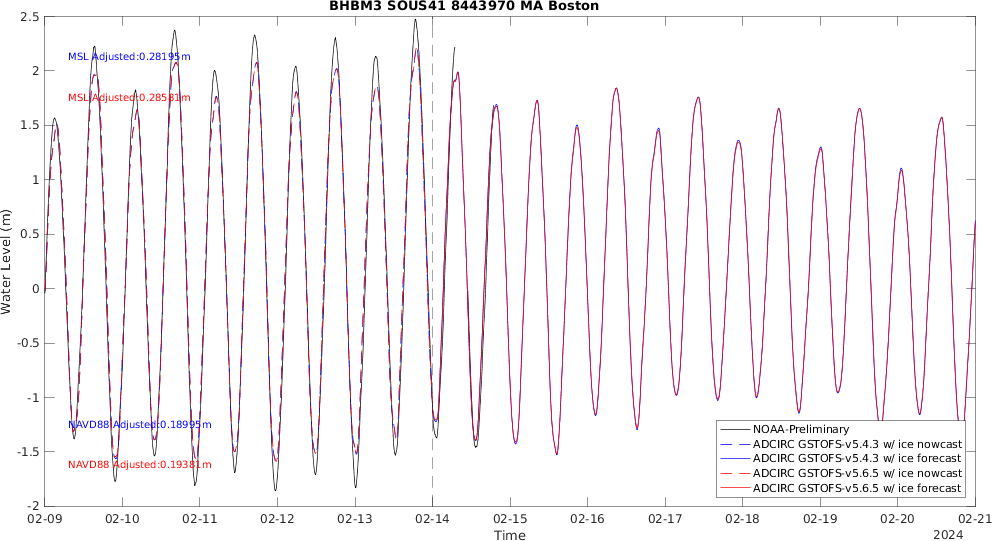 BHBM3 SOUS41 8443970 MA Boston
2.5
2
1.5
1
0.5
0
-0.5
-1
-1.5
-2
Water Level (m)
MSL Adjusted:0.28195m
MSL Adjusted:0.28581m
NAVD88 Adjusted:0.18995m
NAVD88 Adjusted:0.19381m
NOAA-Preliminary
ADCIRC GSTOFS-v5.4.3 w/ ice nowcast
ADCIRC GSTOFS-v5.4.3 w/ ice forecast
ADCIRC GSTOFS-v5.6.5 w/ ice nowcast
ADCIRC GSTOFS-v5.6.5 w/ ice forecast
02-09 02-10 02-11 02-12 02-13 02-14 02-15 02-16 02-17 02-18 02-19 02-20 02-21
Time
2024